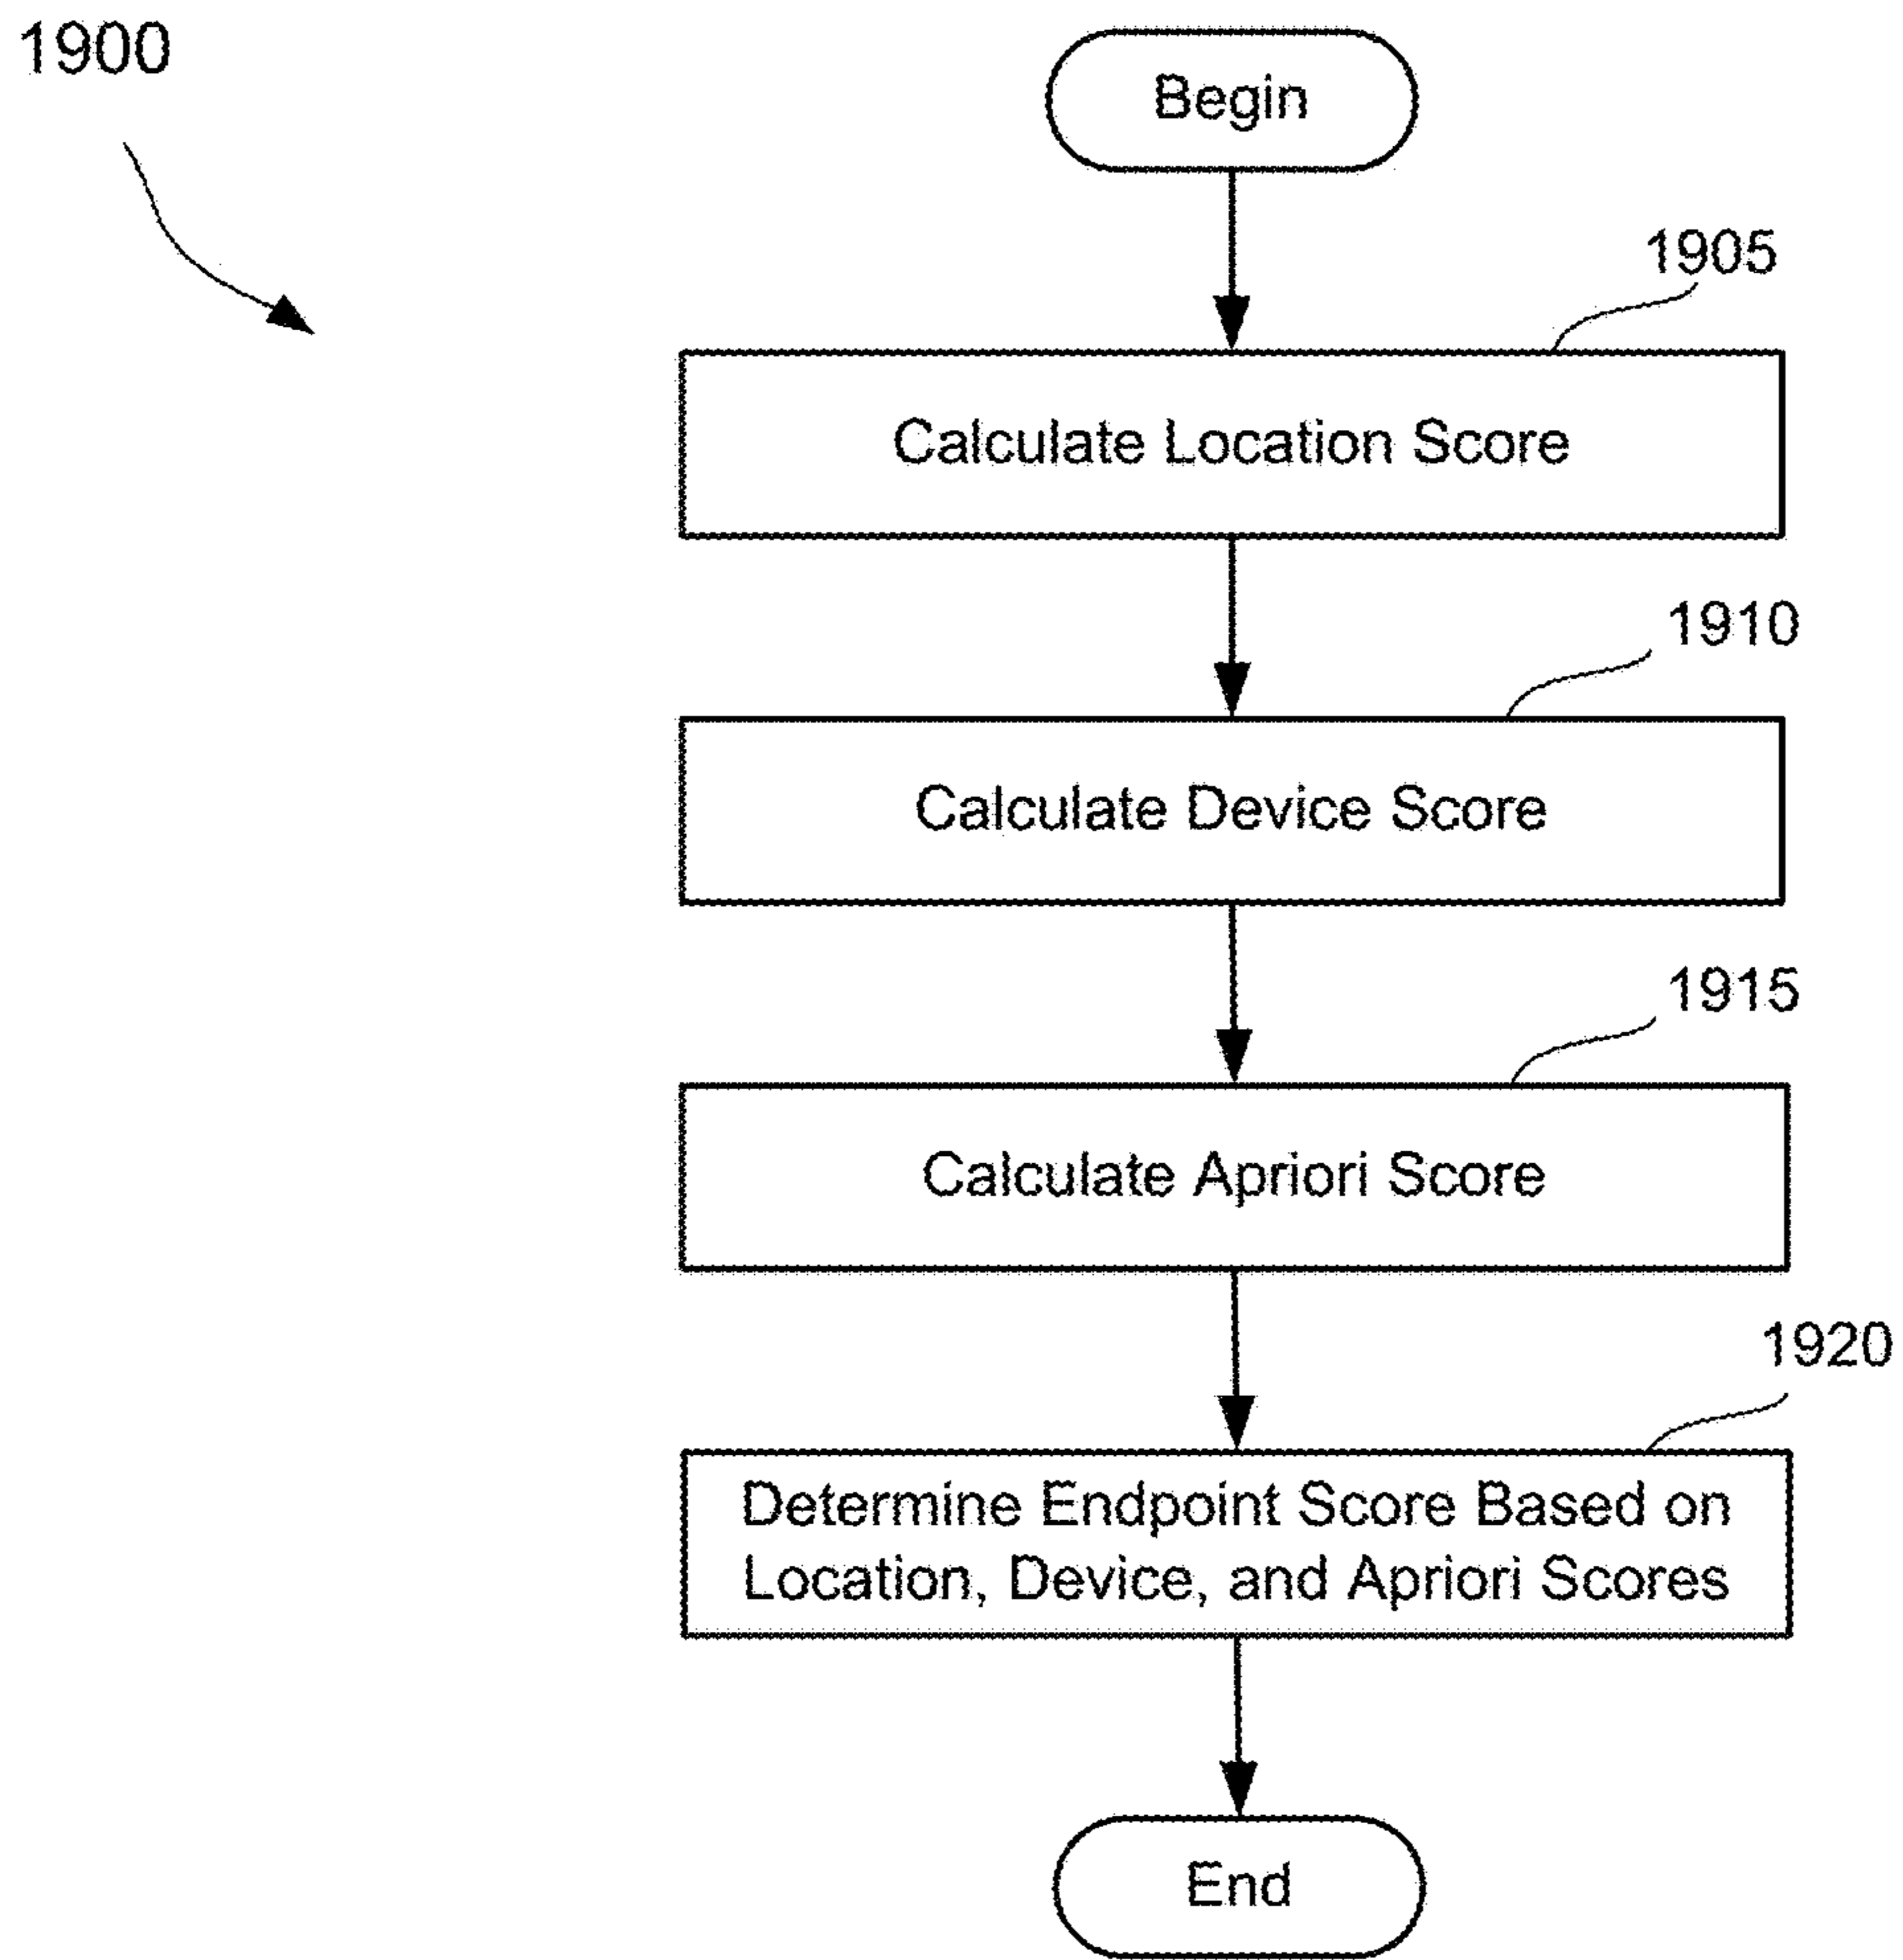 1900
Begin
1905
Calculate Location Score
1910
Calculate Device Score
1915
Calculate Apriori Score
1920
Determine Endpoint Score Based on
Location, Device, and Apriori Scores
End